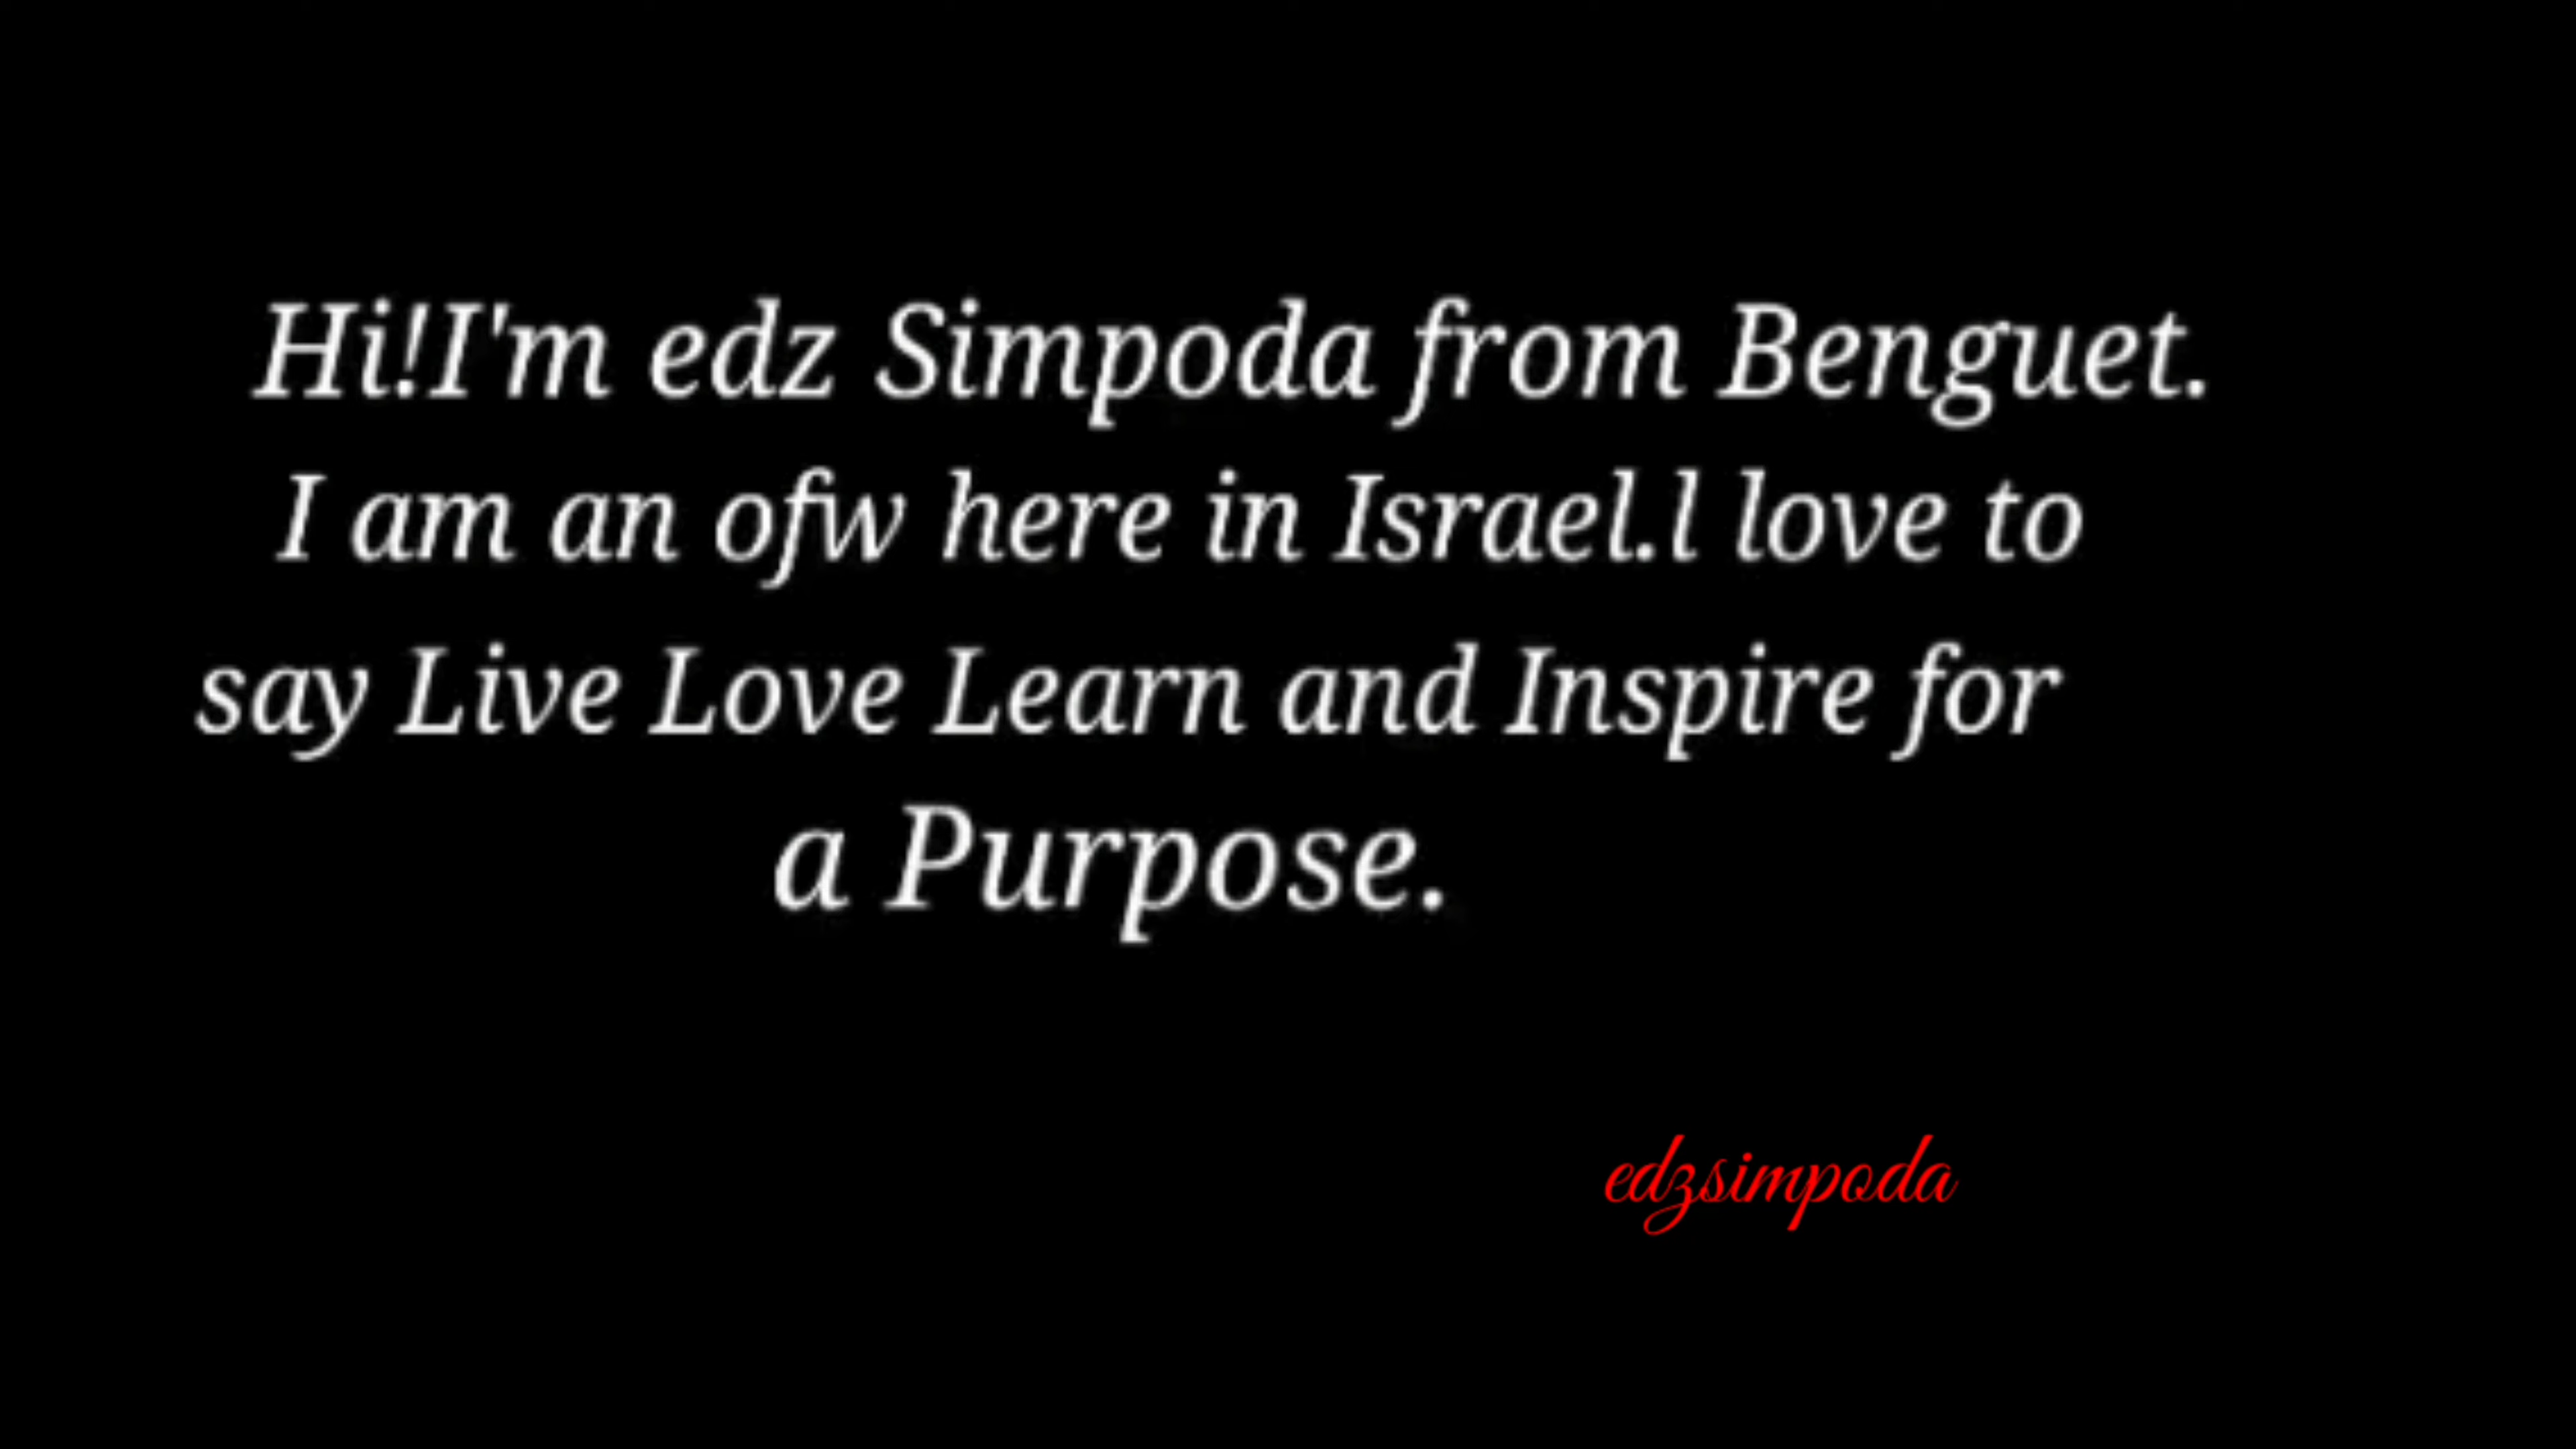 Hi!I'm edz Simpoda from Benguet.
I am an ofw here in Israel.l love to
say Live Love Learn and Inspire for
a Purpose.
edzsimpoda